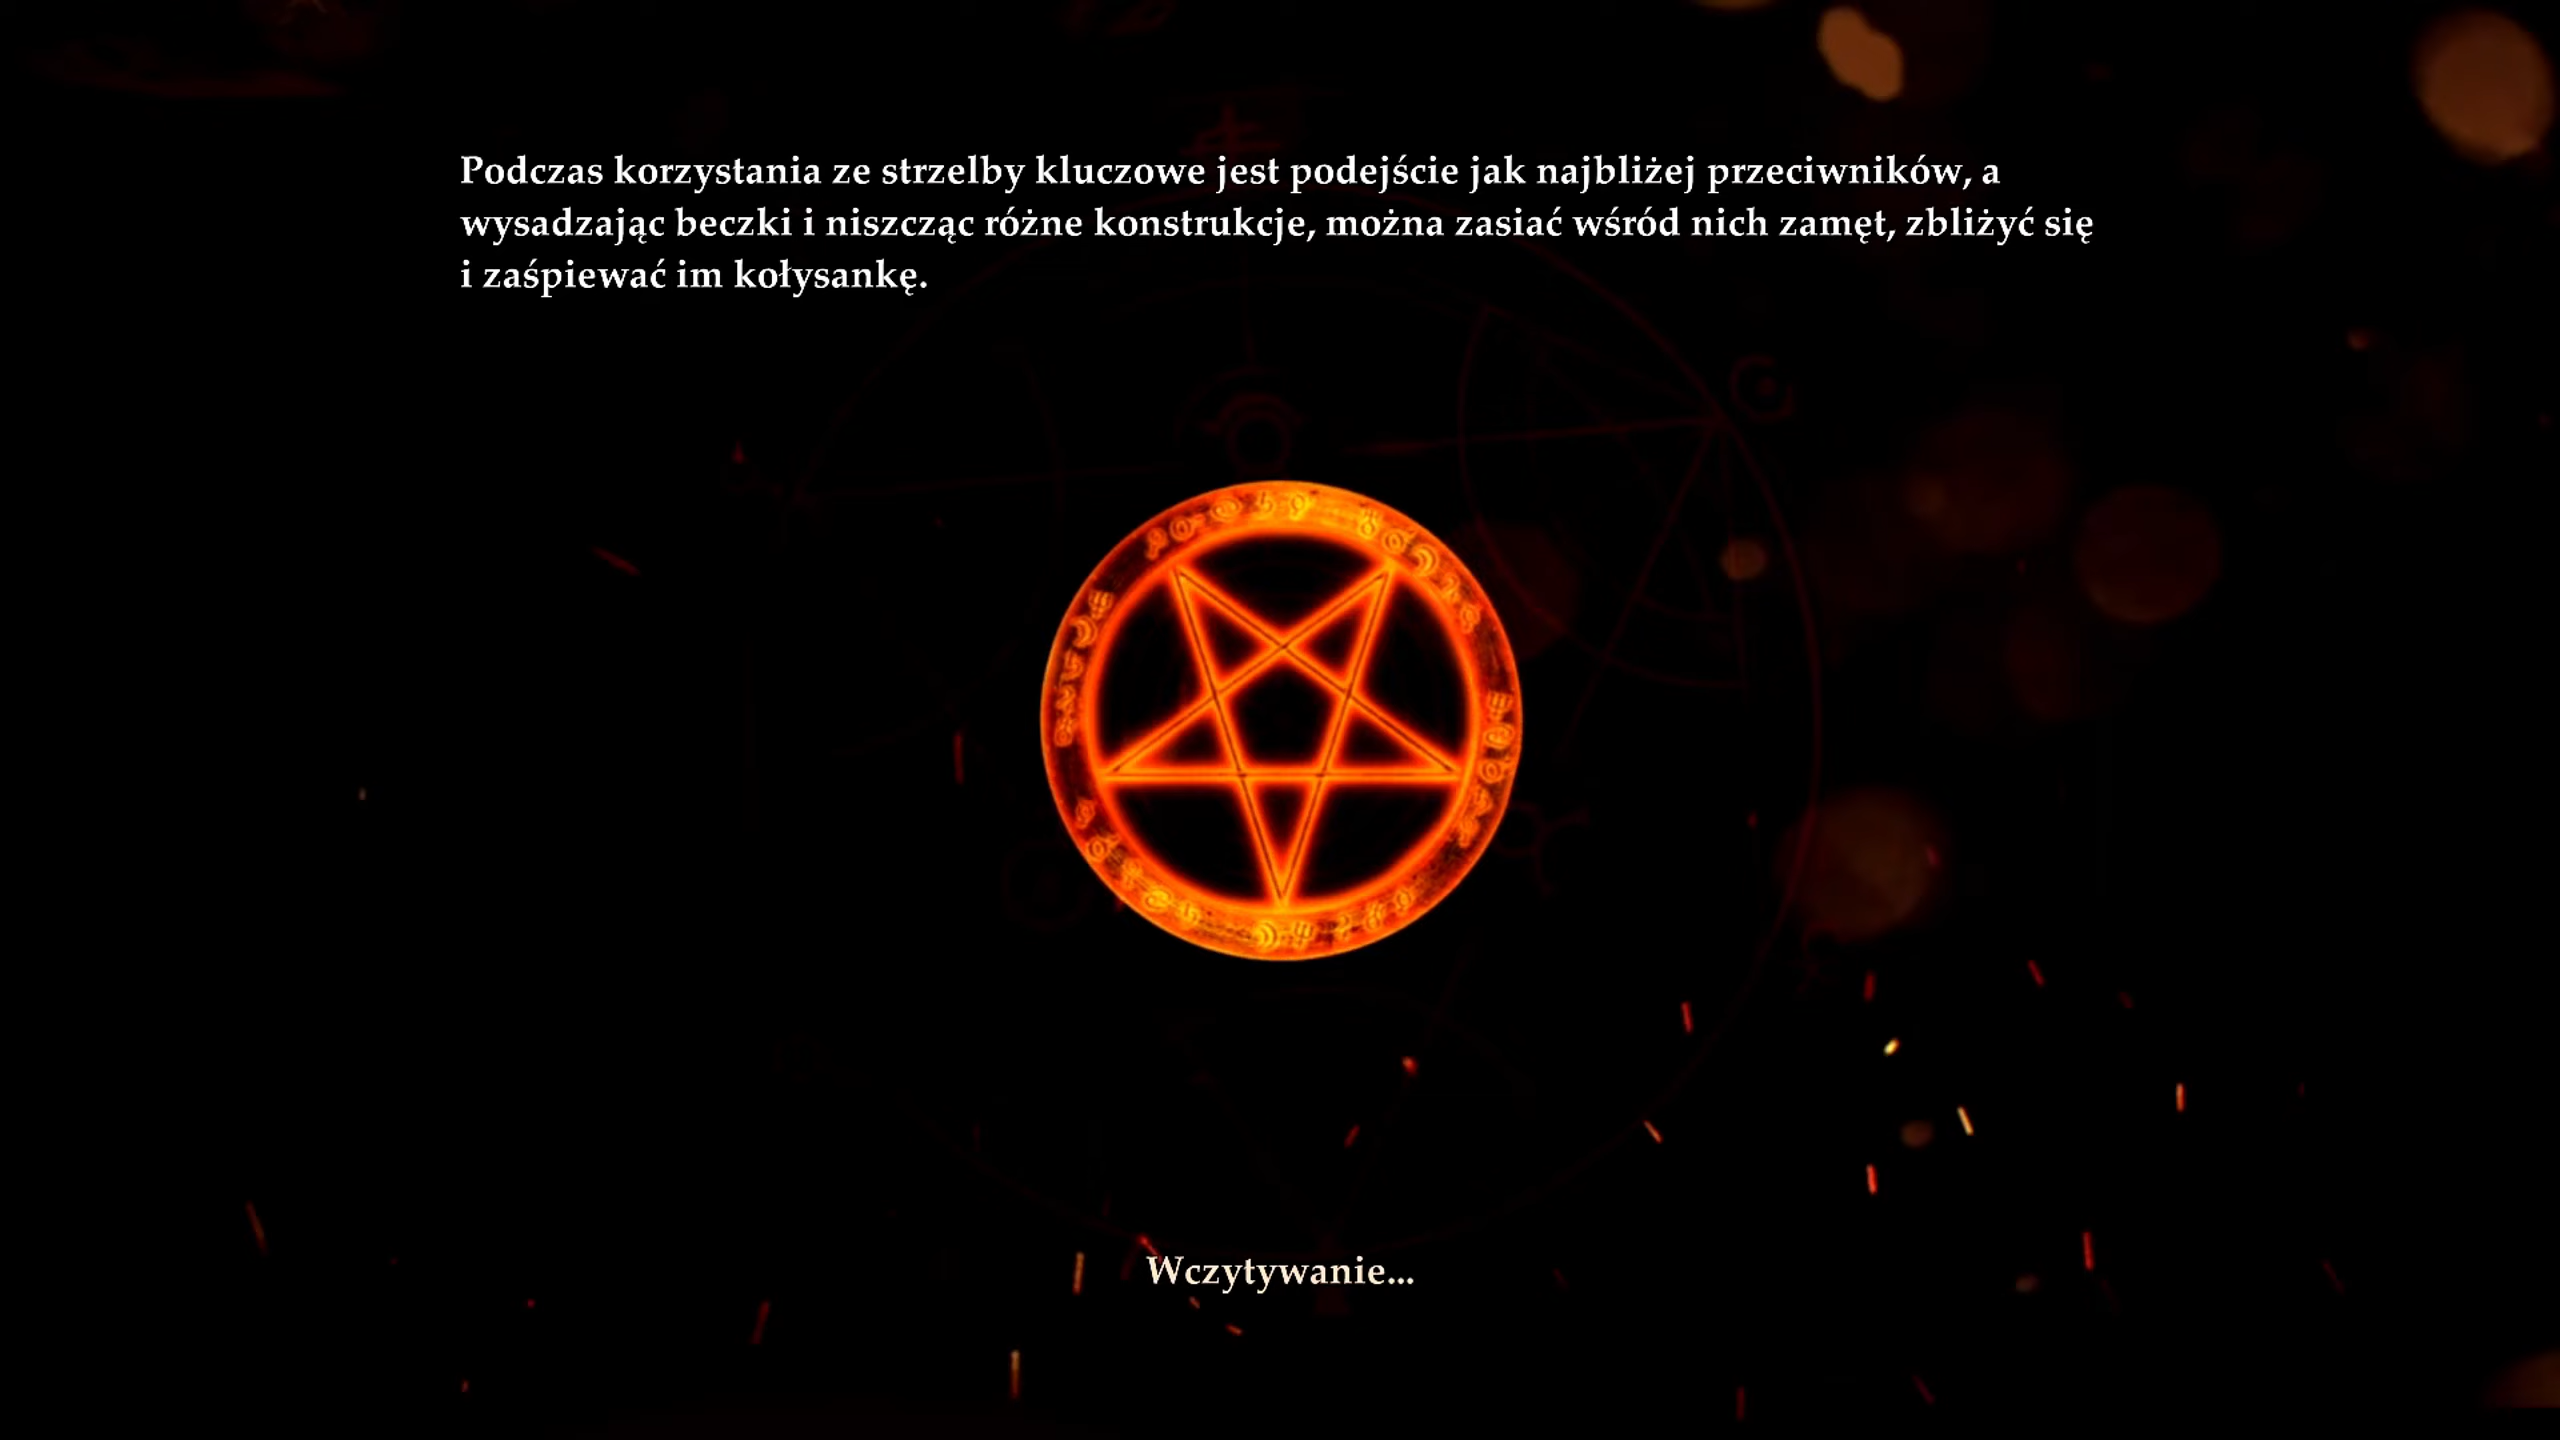 Podczas korzystania ze strzelby kluczowe jest podejście jak najbliżej przeciwników, a
wysadzając beczki i niszcząc różne konstrukcje, można zasiać wśród nich zamęt, zbliżyć się
i zaśpiewać im kołysankę.
Wczytywanie...